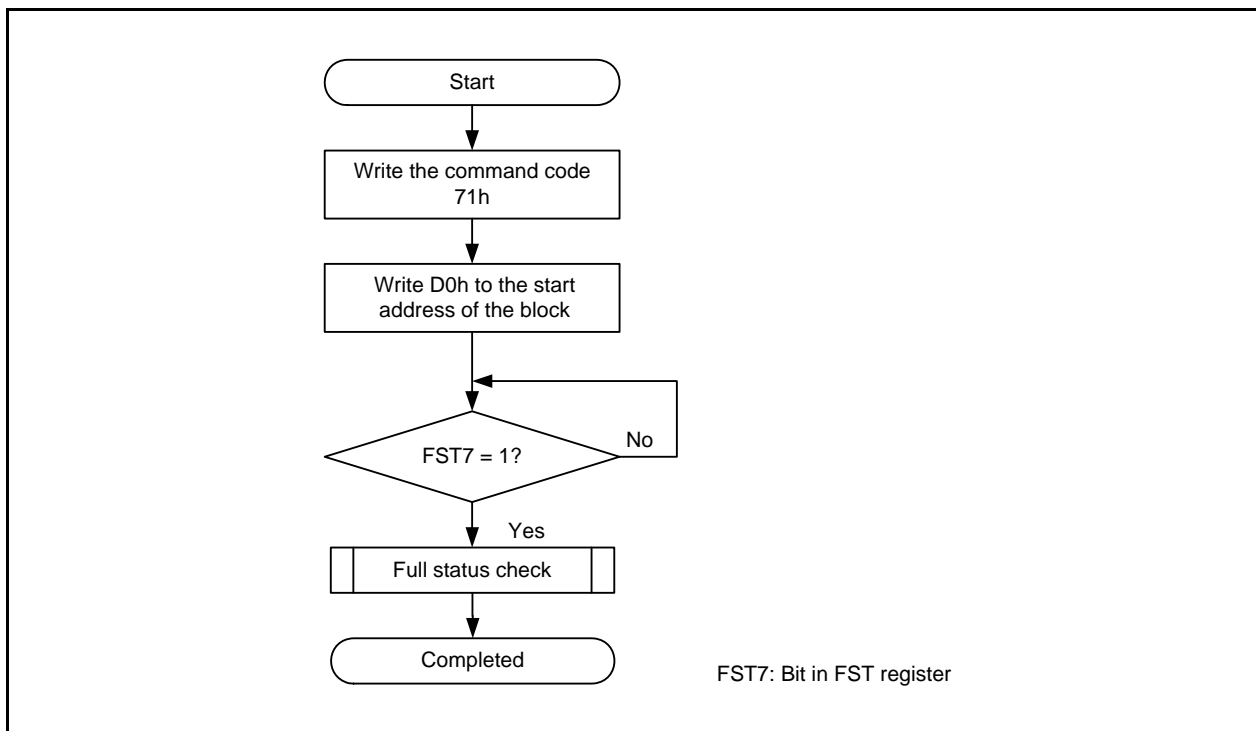 Start
Write the command code
71h
Write D0h to the start
address of the block
FST7 = 1?
No
Yes
Full status check
Completed
FST7: Bit in FST register